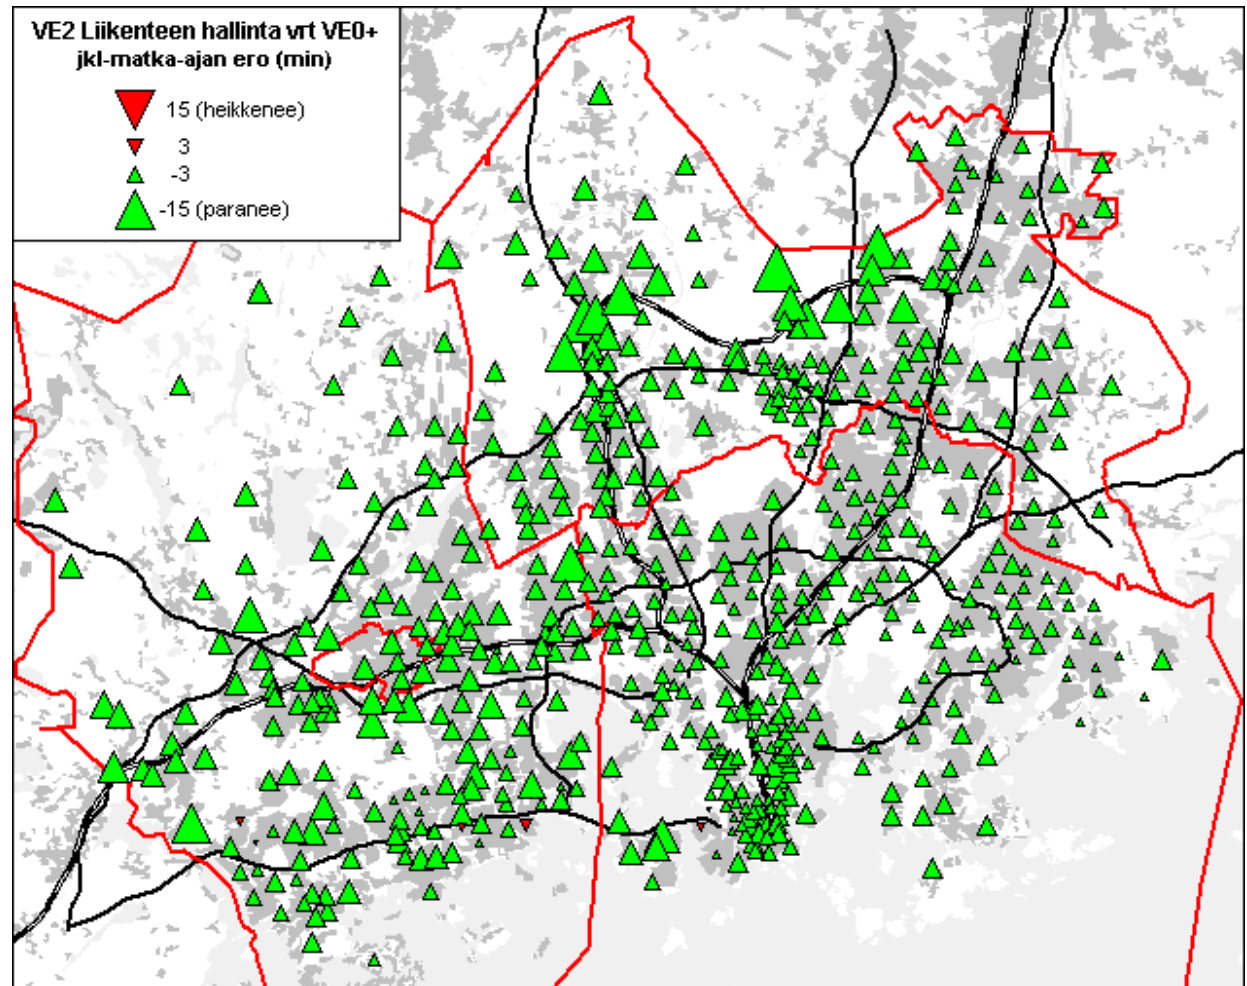 VE2 Liikenteen hallinta vrt VE0+
jkl-matka-ajan ero (min)
15 (heikkenee)
3
-3
-15 (paranee)